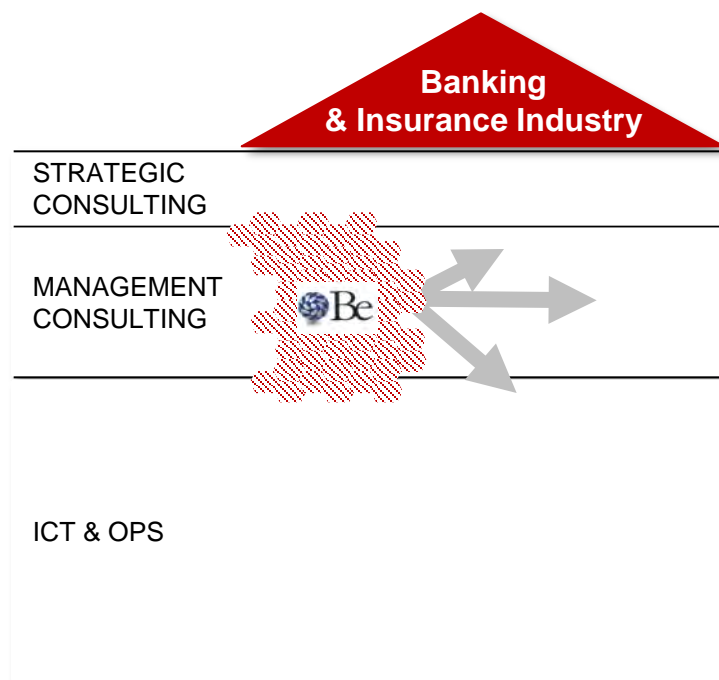 Banking
& Insurance Industry
STRATEGIC
CONSULTING
MANAGEMENT
CONSULTING
Be
ICT & OPS